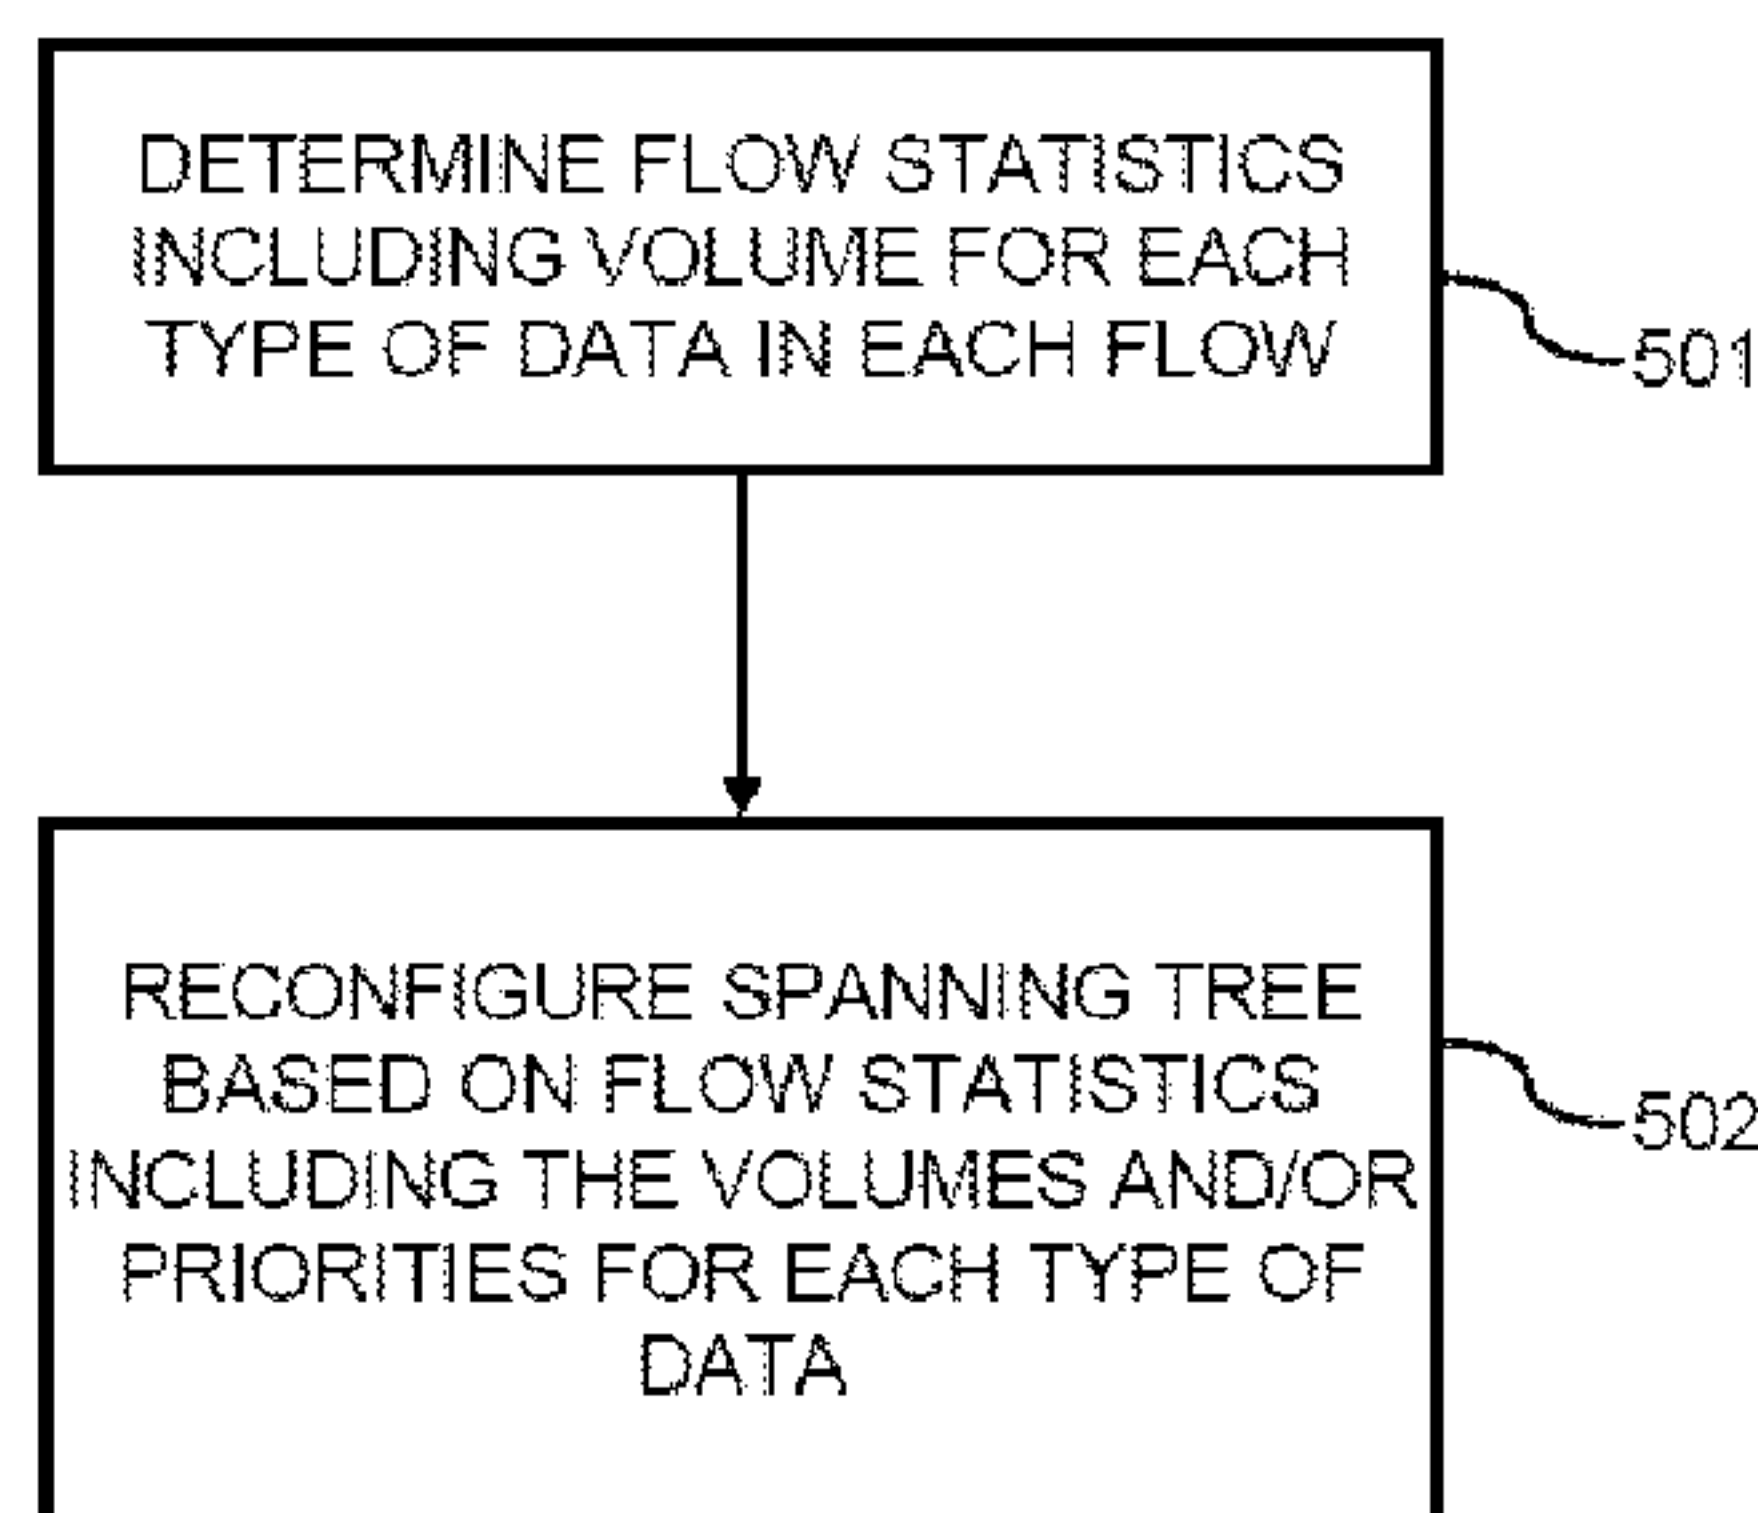 DETERMINE FLOW STATISTICS
INCLUDING VOLUME FOR EACH
TYPE OF DATA IN EACH FLOW
501
RECONFIGURE SPANNING TREE
BASED ON FLOW STATISTICS
INCLUDING THE VOLUMES AND/OR
PRIORITIES FOR EACH TYPE OF
DATA
502